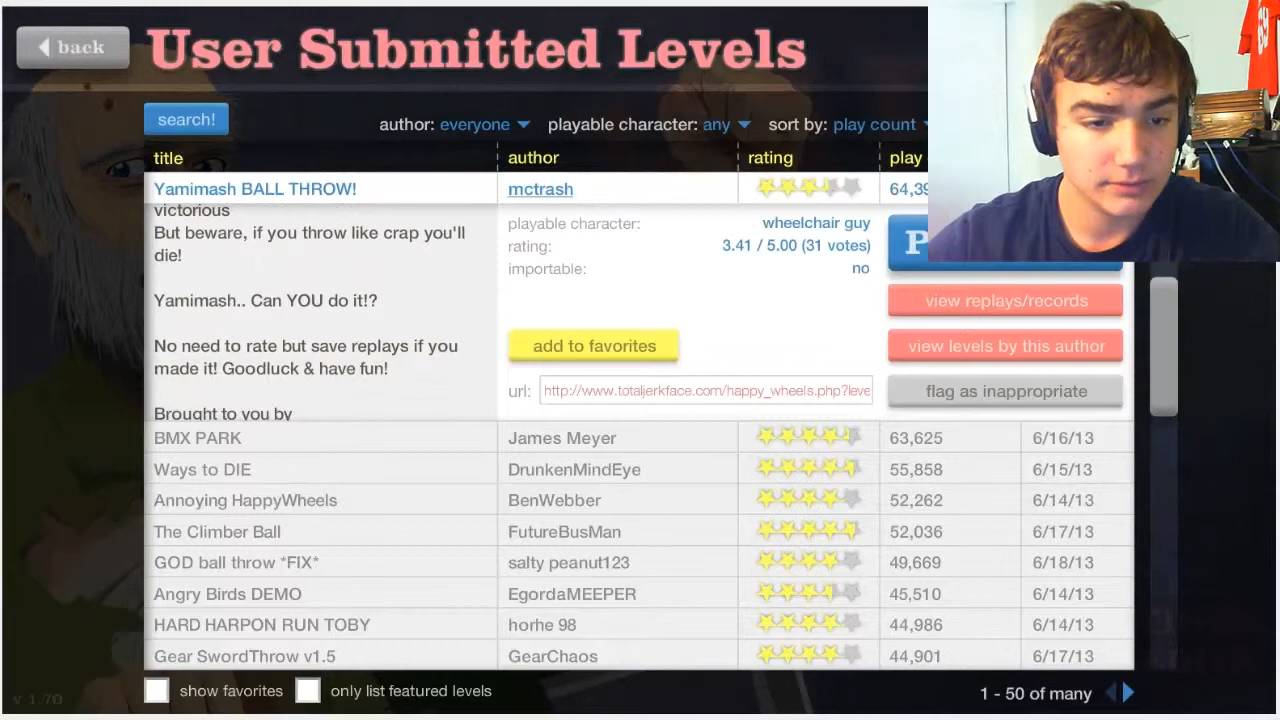 back
User Submitted Levels
search!
author: everyone playable character: any sort by: play count
title author rating play
Yamimash BALL THROW! mctrash 64,39
victorious
But beware, if you throw like crap you'll
die!
Yamimash.. Can YOU do it!?
No need to rate but save replays if you
made it! Goodluck & have fun!
Brought to you by
playable character: wheelchair guy
rating: 3.41 / 5.00 (31 votes)
importable: no
add to favorites
url: http://www.totaljerkface.com/happy_wheels.php?leve
P
view replays/records
view levels by this author
flag as inappropriate
BMX PARK James Meyer 63,625 6/16/13
Ways to DIE DrunkenMindEye 55,858 6/15/13
Annoying HappyWheels BenWebber 52,262 6/14/13
The Climber Ball FutureBusMan 52,036 6/17/13
GOD ball throw *FIX* salty peanut123 49,669 6/18/13
Angry Birds DEMO EgordaMEEPER 45,510 6/14/13
HARD HARPON RUN TOBY horhe 98 44,986 6/14/13
Gear SwordThrow v1.5 GearChaos 44,901 6/17/13
show favorites only list featured levels
1 - 50 of many
v 1.70